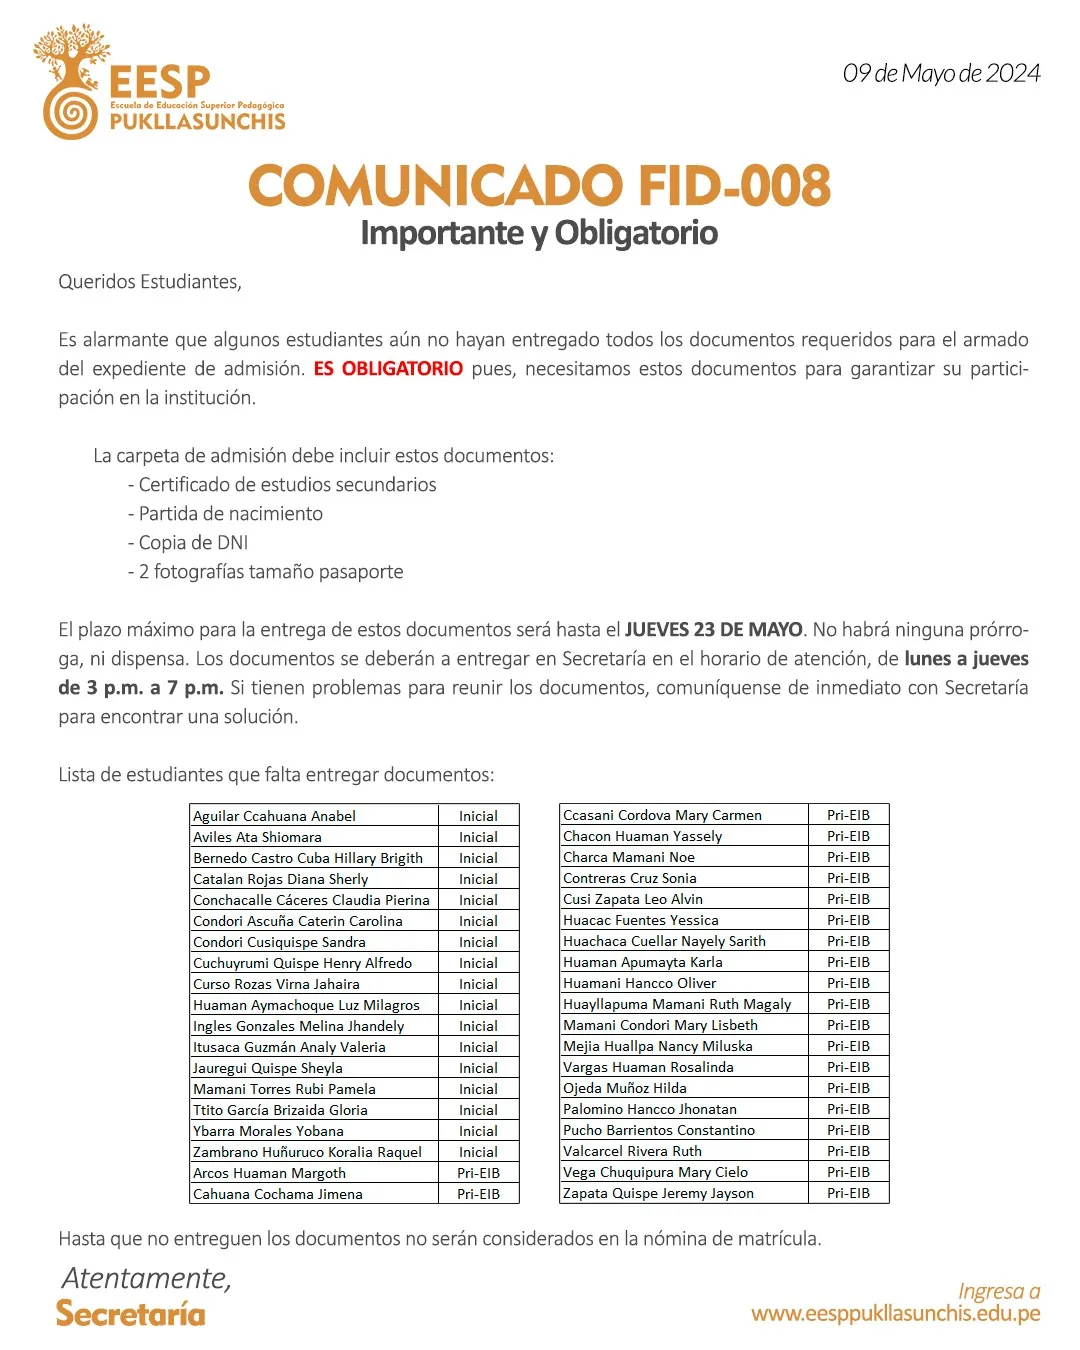 EESP
Escuela de Educación Superior Pedagógica
PUKLLASUNCHIS
09 de Mayo de 2024
COMUNICADO FID-008
Importante y Obligatorio
Queridos Estudiantes,
Es alarmante que algunos estudiantes aún no hayan entregado todos los documentos requeridos para el armado
del expediente de admisión. ES OBLIGATORIO pues, necesitamos estos documentos para garantizar su partici-
pación en la institución.
La carpeta de admisión debe incluir estos documentos:
- Certificado de estudios secundarios
- Partida de nacimiento
- Copia de DNI
- 2 fotografías tamaño pasaporte
El plazo máximo para la entrega de estos documentos será hasta el JUEVES 23 DE MAYO. No habrá ninguna prórro-
ga, ni dispensa. Los documentos se deberán a entregar en Secretaría en el horario de atención, de lunes a jueves
de 3 p.m. a 7 p.m. Si tienen problemas para reunir los documentos, comuníquense de inmediato con Secretaría
para encontrar una solución.
Lista de estudiantes que falta entregar documentos:
Aguilar Ccahuana Anabel Inicial
Aviles Ata Shiomara Inicial
Bernedo Castro Cuba Hillary Brigith Inicial
Catalan Rojas Diana Sherly Inicial
Conchacalle Cáceres Claudia Pierina Inicial
Condori Ascuña Caterin Carolina Inicial
Condori Cusiquispe Sandra Inicial
Cuchuyrumi Quispe Henry Alfredo Inicial
Curso Rozas Virna Jahaira Inicial
Huaman Aymachoque Luz Milagros Inicial
Ingles Gonzales Melina Jhandely Inicial
Itusaca Guzmán Analy Valeria Inicial
Jauregui Quispe Sheyla Inicial
Mamani Torres Rubi Pamela Inicial
Ttito García Brizaida Gloria Inicial
Ybarra Morales Yobana Inicial
Zambrano Huñuruco Koralia Raquel Inicial
Arcos Huaman Margoth Pri-EIB
Cahuana Cochama Jimena Pri-EIB
Ccasani Cordova Mary Carmen Pri-EIB
Chacon Huaman Yassely Pri-EIB
Charca Mamani Noe Pri-EIB
Contreras Cruz Sonia Pri-EIB
Cusi Zapata Leo Alvin Pri-EIB
Huacac Fuentes Yessica Pri-EIB
Huachaca Cuellar Nayely Sarith Pri-EIB
Huaman Apumayta Karla Pri-EIB
Huamani Hancco Oliver Pri-EIB
Huayllapuma Mamani Ruth Magaly Pri-EIB
Mamani Condori Mary Lisbeth Pri-EIB
Mejia Huallpa Nancy Miluska Pri-EIB
Vargas Huaman Rosalinda Pri-EIB
Ojeda Muñoz Hilda Pri-EIB
Palomino Hancco Jhonatan Pri-EIB
Pucho Barrientos Constantino Pri-EIB
Valcarcel Rivera Ruth Pri-EIB
Vega Chuquipura Mary Cielo Pri-EIB
Zapata Quispe Jeremy Jayson Pri-EIB
Hasta que no entreguen los documentos no serán considerados en la nómina de matrícula.
Atentamente,
Secretaría
Ingresa a
www.eesppukllasunchis.edu.pe